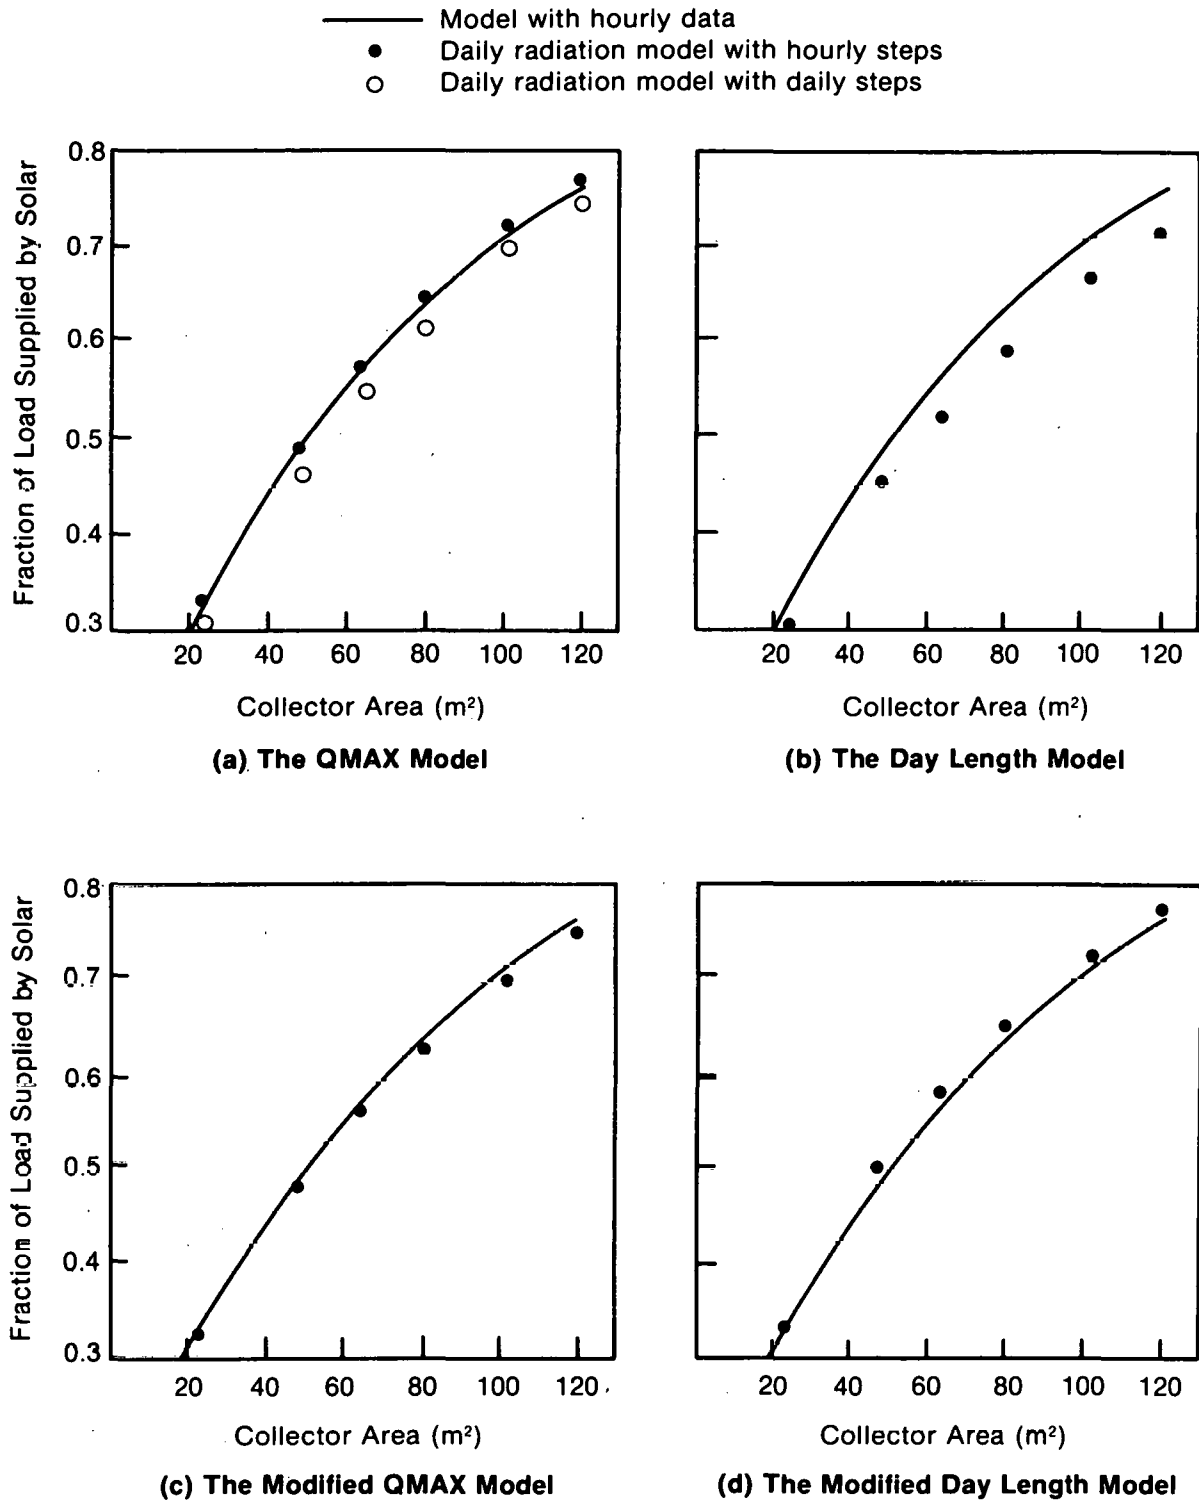 Model with hourly data
Daily radiation model with hourly steps
Daily radiation model with daily steps
Fraction of Load Supplied by Solar
0.8
0.7
0.6
0.5
0.4
0.3
20 40 60 80 100 120
Collector Area (m²)
(a) The QMAX Model
20 40 60 80 100 120
Collector Area (m²)
(b) The Day Length Model
Fraction of Load Supplied by Solar
0.8
0.7
0.6
0.5
0.4
0.3
20 40 60 80 100 120
Collector Area (m²)
(c) The Modified QMAX Model
20 40 60 80 100 120
Collector Area (m²)
(d) The Modified Day Length Model